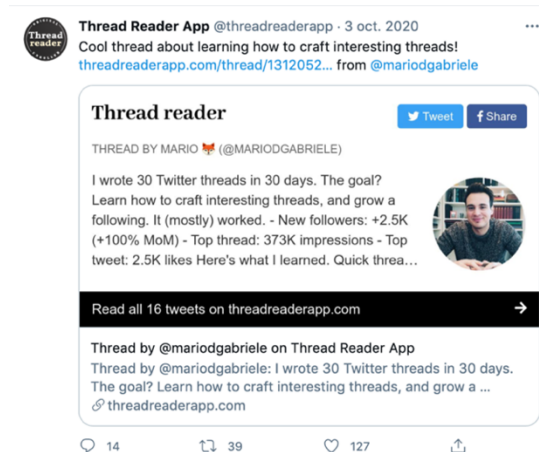 Thread Reader App @threadreaderapp · 3 oct. 2020
Cool thread about learning how to craft interesting threads!
threadreaderapp.com/thread/1312052... from @mariodgabriele
Thread reader
Tweet
Share
THREAD BY MARIO 🦊 (@MARIODGABRIELE)
I wrote 30 Twitter threads in 30 days. The goal?
Learn how to craft interesting threads, and grow a
following. It (mostly) worked. - New followers: +2.5K
(+100% MoM) - Top thread: 373K impressions - Top
tweet: 2.5K likes Here's what I learned. Quick threa...
Read all 16 tweets on threadreaderapp.com
Thread by @mariodgabriele on Thread Reader App
Thread by @mariodgabriele: I wrote 30 Twitter threads in 30 days.
The goal? Learn how to craft interesting threads, and grow a ...
threadreaderapp.com
14 39 127